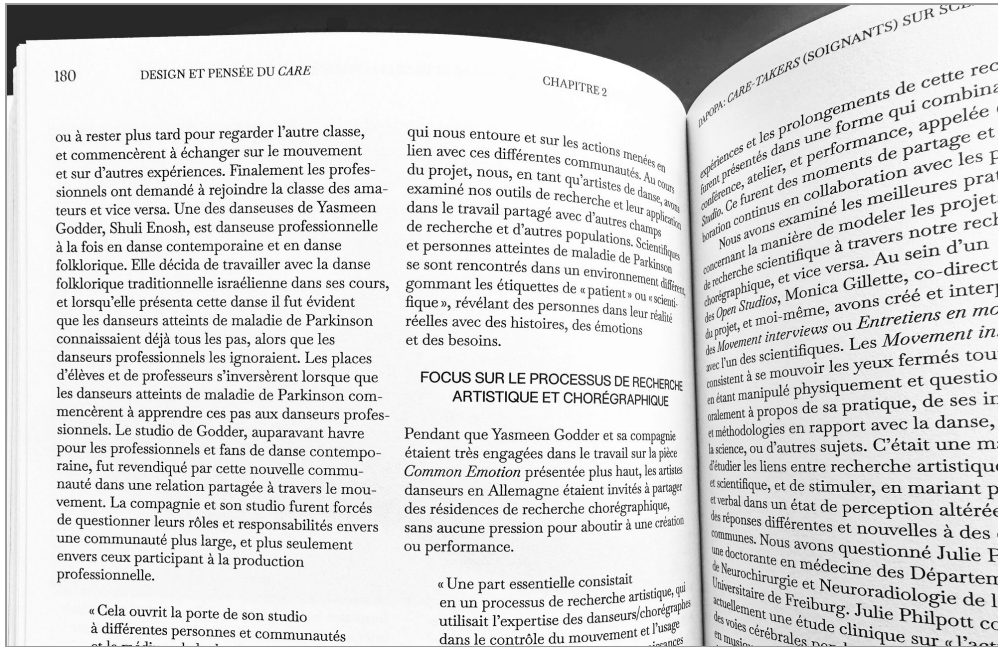 180
DESIGN ET PENSÉE DU CARE
CHAPITRE 2
ou à rester plus tard pour regarder l'autre classe,
et commencèrent à échanger sur le mouvement
et sur d'autres expériences. Finalement les profes-
sionnels ont demandé à rejoindre la classe des ama-
teurs et vice versa. Une des danseuses de Yasmeen
Godder, Shuli Enosh, est danseuse professionnelle
à la fois en danse contemporaine et en danse
folklorique. Elle décida de travailler avec la danse
folklorique traditionnelle israélienne dans ses cours,
et lorsqu'elle présenta cette danse il fut évident
que les danseurs atteints de maladie de Parkinson
connaissaient déjà tous les pas, alors que les
danseurs professionnels les ignoraient. Les places
d'élèves et de professeurs s'inversèrent lorsque que
les danseurs atteints de maladie de Parkinson com-
mencèrent à apprendre ces pas aux danseurs profes-
sionnels. Le studio de Godder, auparavant havre
pour les professionnels et fans de danse contempo-
raine, fut revendiqué par cette nouvelle commu-
nauté dans une relation partagée à travers le mou-
vement. La compagnie et son studio furent forcés
de questionner leurs rôles et responsabilités envers
une communauté plus large, et plus seulement
envers ceux participant à la production
professionnelle.
« Cela ouvrit la porte de son studio
à différentes personnes et communautés
qui nous entoure et sur les actions menées en
lien avec ces différentes communautés. Au cours
du projet, nous, en tant qu'artistes de danse, avons
examiné nos outils de recherche et leur application
dans le travail partagé avec d'autres champs
de recherche et d'autres populations. Scientifiques
et personnes atteintes de maladie de Parkinson
se sont rencontrés dans un environnement différent,
gommant les étiquettes de « patient » ou « scienti-
fique », révélant des personnes dans leur réalité
réelles avec des histoires, des émotions
et des besoins.
FOCUS SUR LE PROCESSUS DE RECHERCHE
ARTISTIQUE ET CHORÉGRAPHIQUE
Pendant que Yasmeen Godder et sa compagnie
étaient très engagées dans le travail sur la pièce
Common Emotion présentée plus haut, les artistes
danseurs en Allemagne étaient invités à partager
des résidences de recherche chorégraphique,
sans aucune pression pour aboutir à une création
ou performance.
« Une part essentielle consistait
en un processus de recherche artistique, qui
utilisait l'expertise des danseurs/chorégraphes
dans le contrôle du mouvement et l'usage
DAPOPA: CARE-TAKERS (SOIGNANTS) SUR
expériences et les prolongements de cette
furent présentés dans une forme qui
conférence, atelier, et performance, appelée
Studio. Ce furent des moments de partage et
boration continus en collaboration avec les
Nous avons examiné les meilleures
concernant la manière de modeler les
de recherche scientifique à travers notre
chorégraphique, et vice versa. Au sein d'un
des Open Studios, Monica Gillette,
du projet, et moi-même, avons créé et
des Movement interviews ou Entretiens en
avec l'un des scientifiques. Les Movement
consistent à se mouvoir les yeux fermés
en étant manipulé physiquement et
oralement à propos de sa pratique, de ses
et méthodologies en rapport avec la danse,
la science, ou d'autres sujets. C'était une
d'étudier les liens entre recherche
et scientifique, et de stimuler, en mariant
et verbal dans un état de perception
des réponses différentes et nouvelles à des
communes. Nous avons questionné Julie
une doctorante en médecine des
de Neurochirurgie et Neuroradiologie de
Universitaire de Freiburg. Julie Philpott
actuellement une étude clinique sur
des voies cérébrales